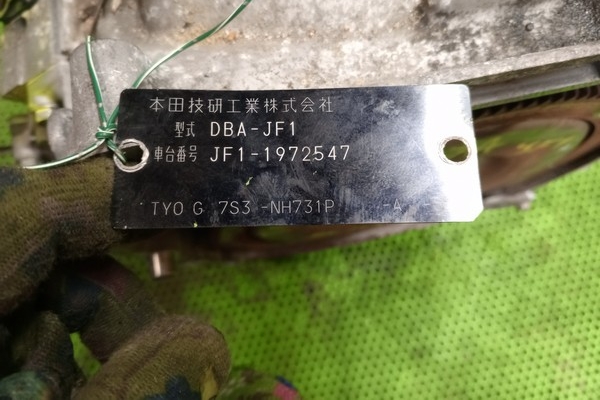 本田技研工業株式会社
型式 DBA-JF1
車台番号 JF1-1972547
TYO G 7S3 -NH731P -A -